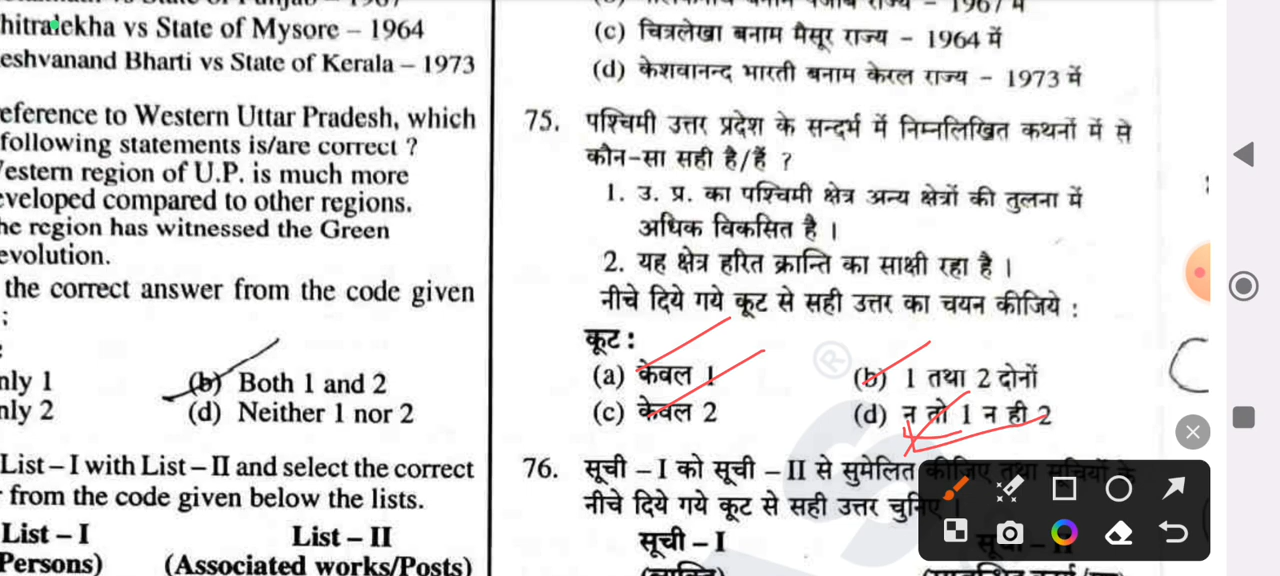 hitralekha vs State of Mysore – 1964
eshvanand Bharti vs State of Kerala – 1973
eference to Western Uttar Pradesh, which
following statements is/are correct ?
estern region of U.P. is much more
eveloped compared to other regions.
he region has witnessed the Green
evolution.
the correct answer from the code given
:
nly 1
(b) Both 1 and 2
nly 2
(d) Neither 1 nor 2
List – I with List – II and select the correct
from the code given below the lists.
List – I
List – II
Persons)
(Associated works/Posts)
(c) चित्रलेखा बनाम मैसूर राज्य – 1964 में
(d) केशवानन्द भारती बनाम केरल राज्य – 1973 में
75. पश्चिमी उत्तर प्रदेश के सन्दर्भ में निम्नलिखित कथनों में से
कौन-सा सही है/हैं ?
1. उ. प्र. का पश्चिमी क्षेत्र अन्य क्षेत्रों की तुलना में
अधिक विकसित है ।
2. यह क्षेत्र हरित क्रान्ति का साक्षी रहा है ।
नीचे दिये गये कूट से सही उत्तर का चयन कीजिये :
कूट :
(a) केवल 1
(b) 1 तथा 2 दोनों
(c) केवल 2
(d) न तो 1 न ही 2
76. सूची – I को सूची – II से सुमेलित कीजिए तथा सूचियों के
नीचे दिये गये कूट से सही उत्तर चुनिए ।
सूची – I